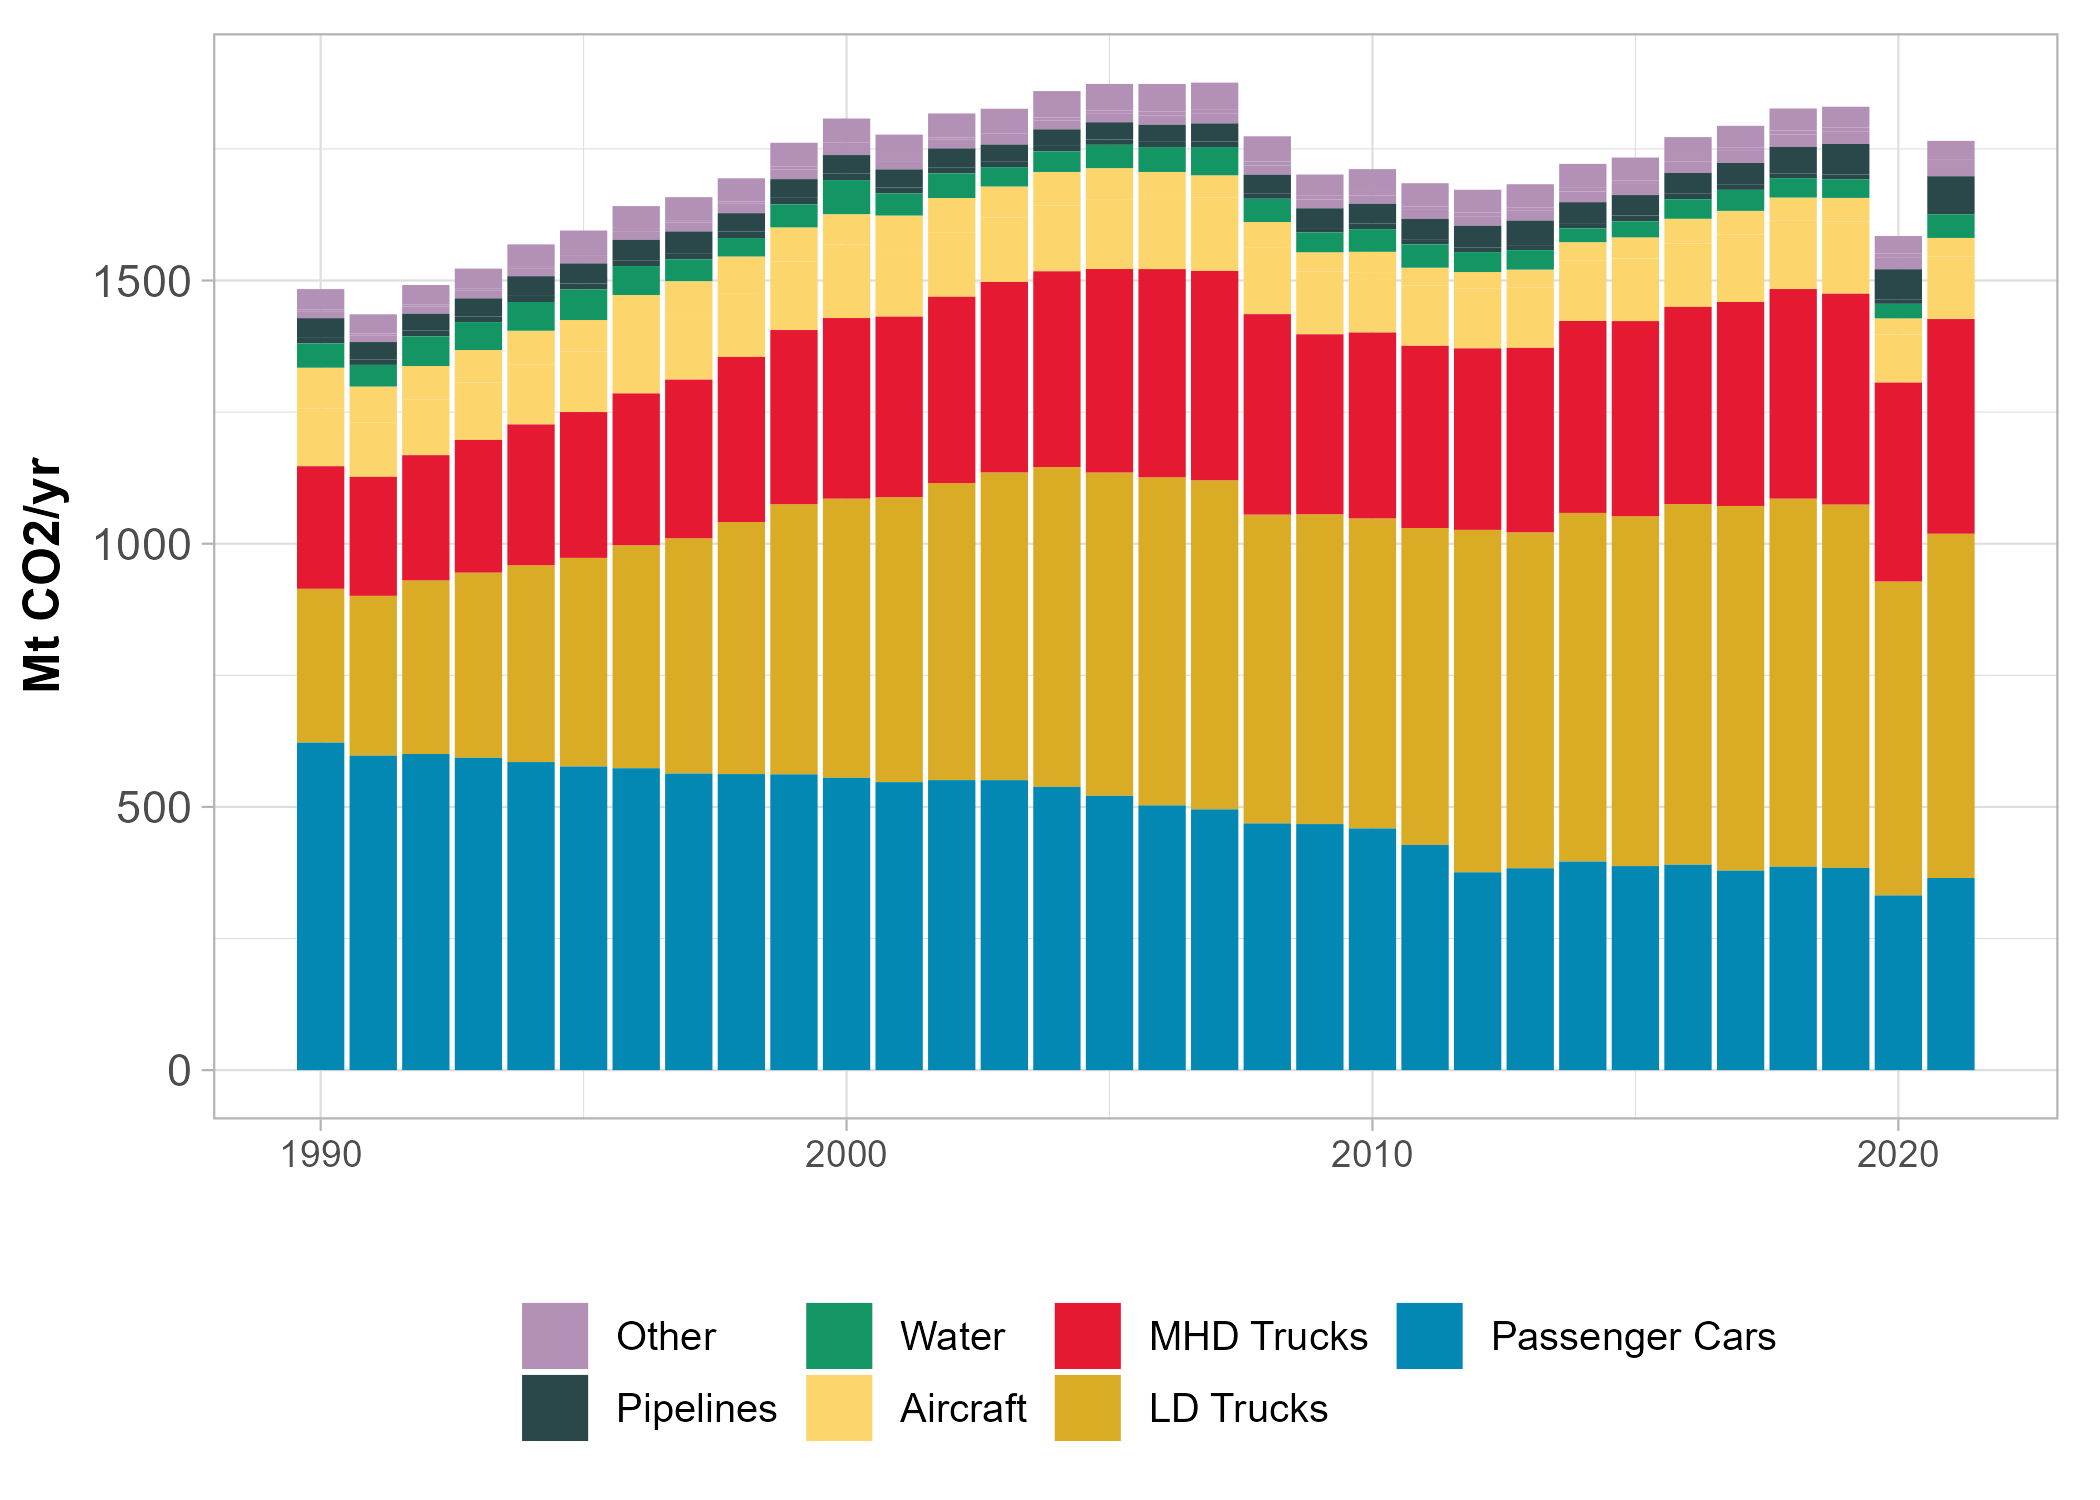 Mt CO2/yr
1500
1000
500
0
1990 2000 2010 2020
Other Water MHD Trucks Passenger Cars
Pipelines Aircraft LD Trucks